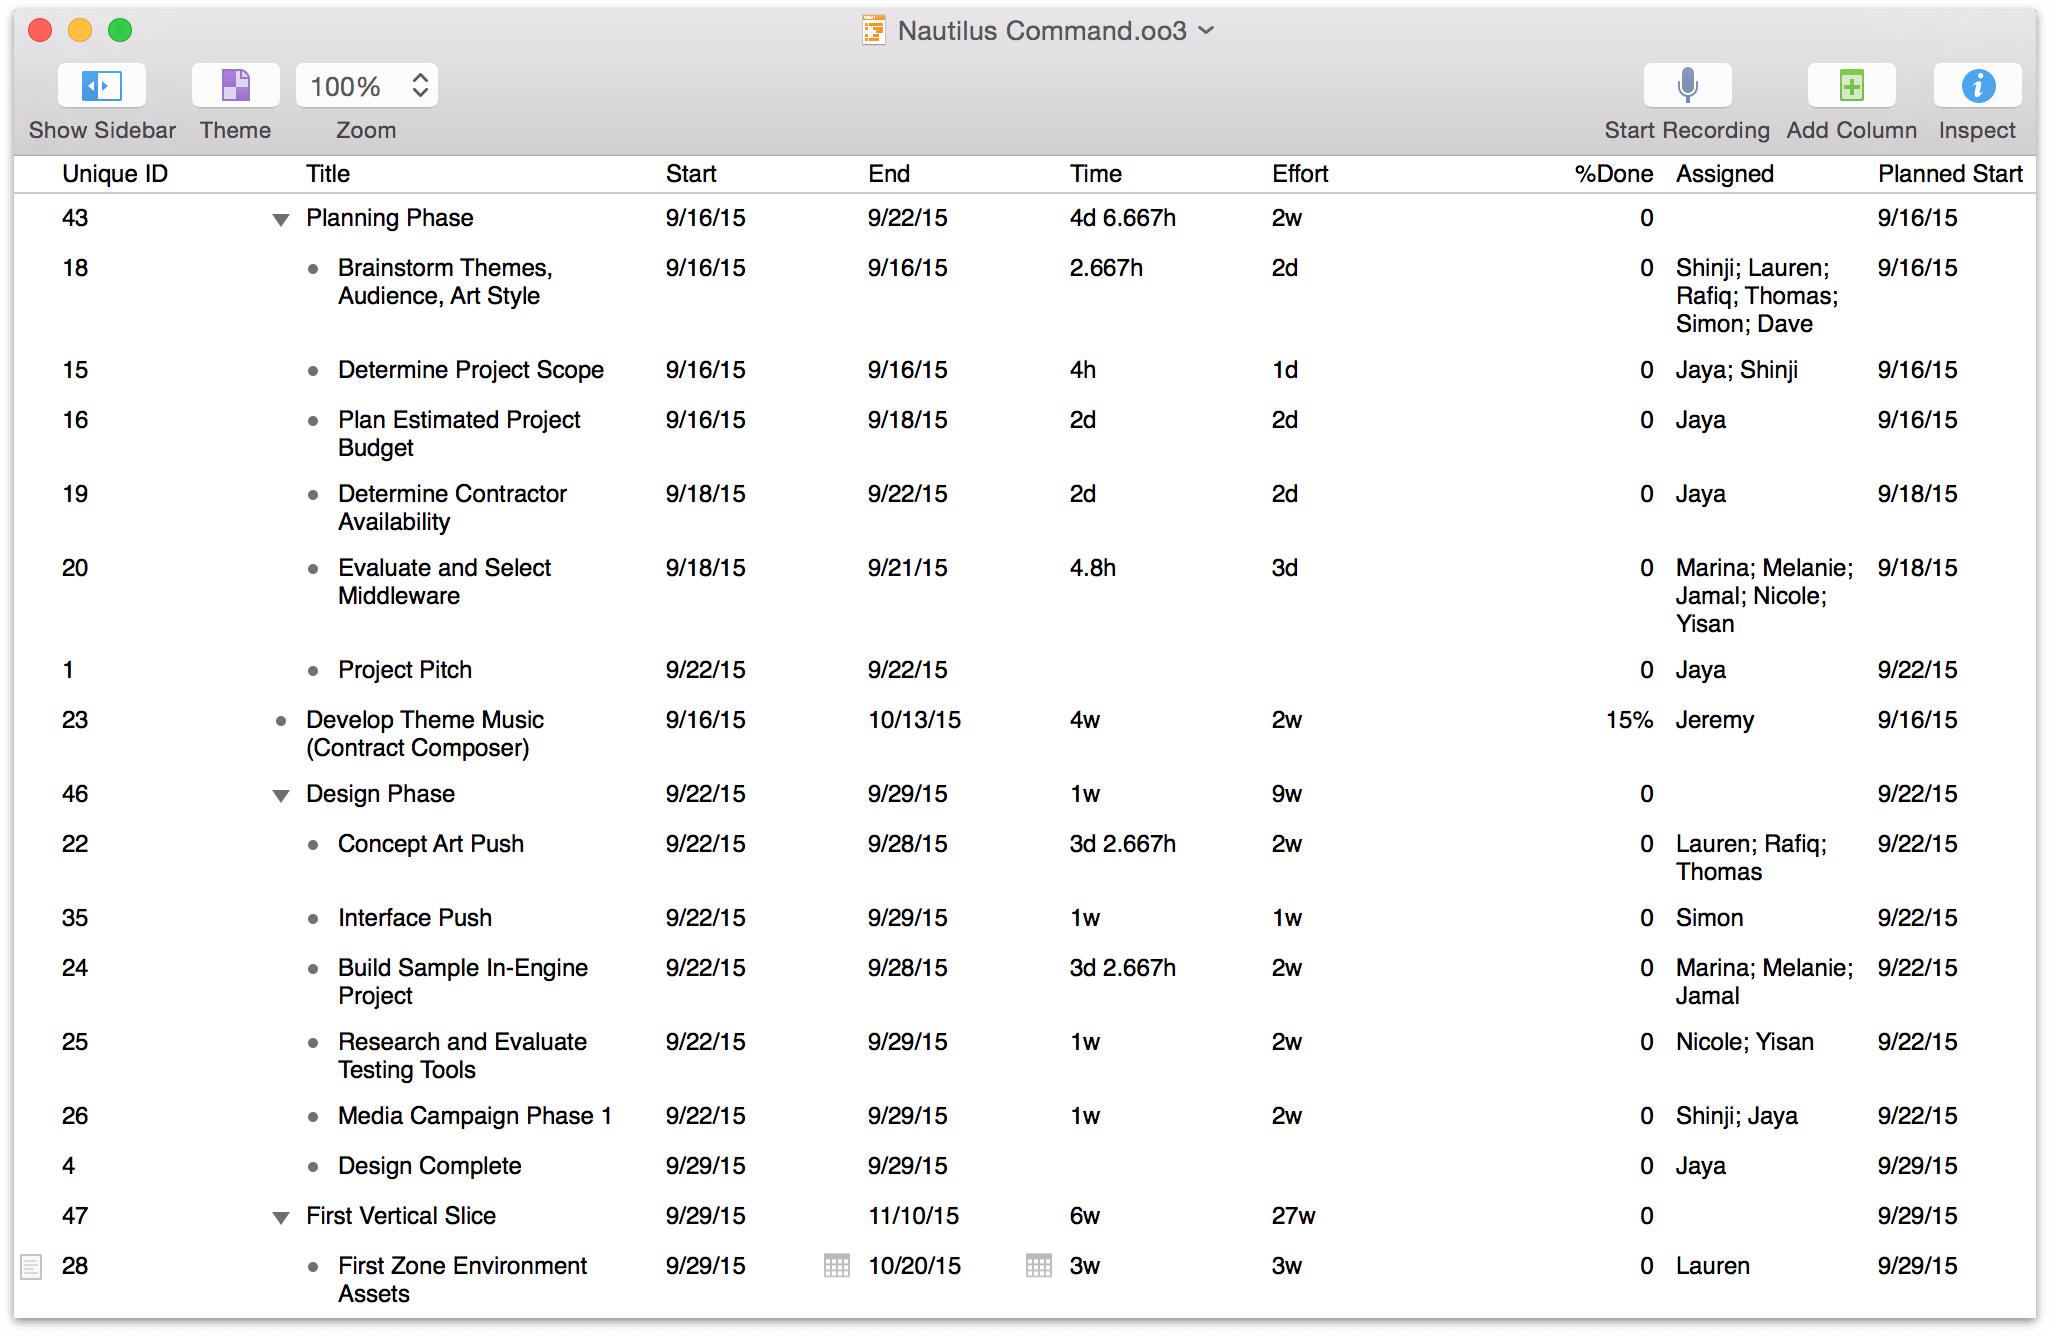 Nautilus Command.oo3
100%
Show Sidebar Theme Zoom Start Recording Add Column Inspect
Unique ID Title Start End Time Effort %Done Assigned Planned Start
43 Planning Phase 9/16/15 9/22/15 4d 6.667h 2w 0 9/16/15
18 Brainstorm Themes, 9/16/15 9/16/15 2.667h 2d 0 Shinji; Lauren; 9/16/15
Audience, Art Style Rafiq; Thomas;
Simon; Dave
15 Determine Project Scope 9/16/15 9/16/15 4h 1d 0 Jaya; Shinji 9/16/15
16 Plan Estimated Project 9/16/15 9/18/15 2d 2d 0 Jaya 9/16/15
Budget
19 Determine Contractor 9/18/15 9/22/15 2d 2d 0 Jaya 9/18/15
Availability
20 Evaluate and Select 9/18/15 9/21/15 4.8h 3d 0 Marina; Melanie; 9/18/15
Middleware Jamal; Nicole;
Yisan
1 Project Pitch 9/22/15 9/22/15 0 Jaya 9/22/15
23 Develop Theme Music 9/16/15 10/13/15 4w 2w 15% Jeremy 9/16/15
(Contract Composer)
46 Design Phase 9/22/15 9/29/15 1w 9w 0 9/22/15
22 Concept Art Push 9/22/15 9/28/15 3d 2.667h 2w 0 Lauren; Rafiq; 9/22/15
Thomas
35 Interface Push 9/22/15 9/29/15 1w 1w 0 Simon 9/22/15
24 Build Sample In-Engine 9/22/15 9/28/15 3d 2.667h 2w 0 Marina; Melanie; 9/22/15
Project Jamal
25 Research and Evaluate 9/22/15 9/29/15 1w 2w 0 Nicole; Yisan 9/22/15
Testing Tools
26 Media Campaign Phase 1 9/22/15 9/29/15 1w 2w 0 Shinji; Jaya 9/22/15
4 Design Complete 9/29/15 9/29/15 0 Jaya 9/29/15
47 First Vertical Slice 9/29/15 11/10/15 6w 27w 0 9/29/15
28 First Zone Environment 9/29/15 10/20/15 3w 3w 0 Lauren 9/29/15
Assets